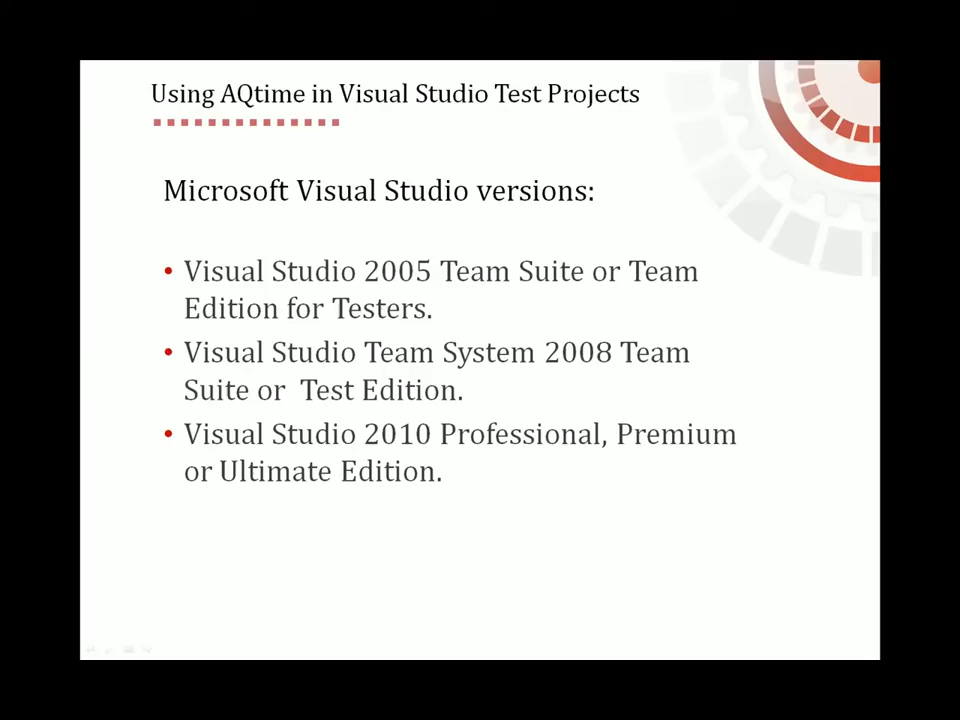 Using AQtime in Visual Studio Test Projects
Microsoft Visual Studio versions:
• Visual Studio 2005 Team Suite or Team
Edition for Testers.
• Visual Studio Team System 2008 Team
Suite or  Test Edition.
• Visual Studio 2010 Professional, Premium
or Ultimate Edition.